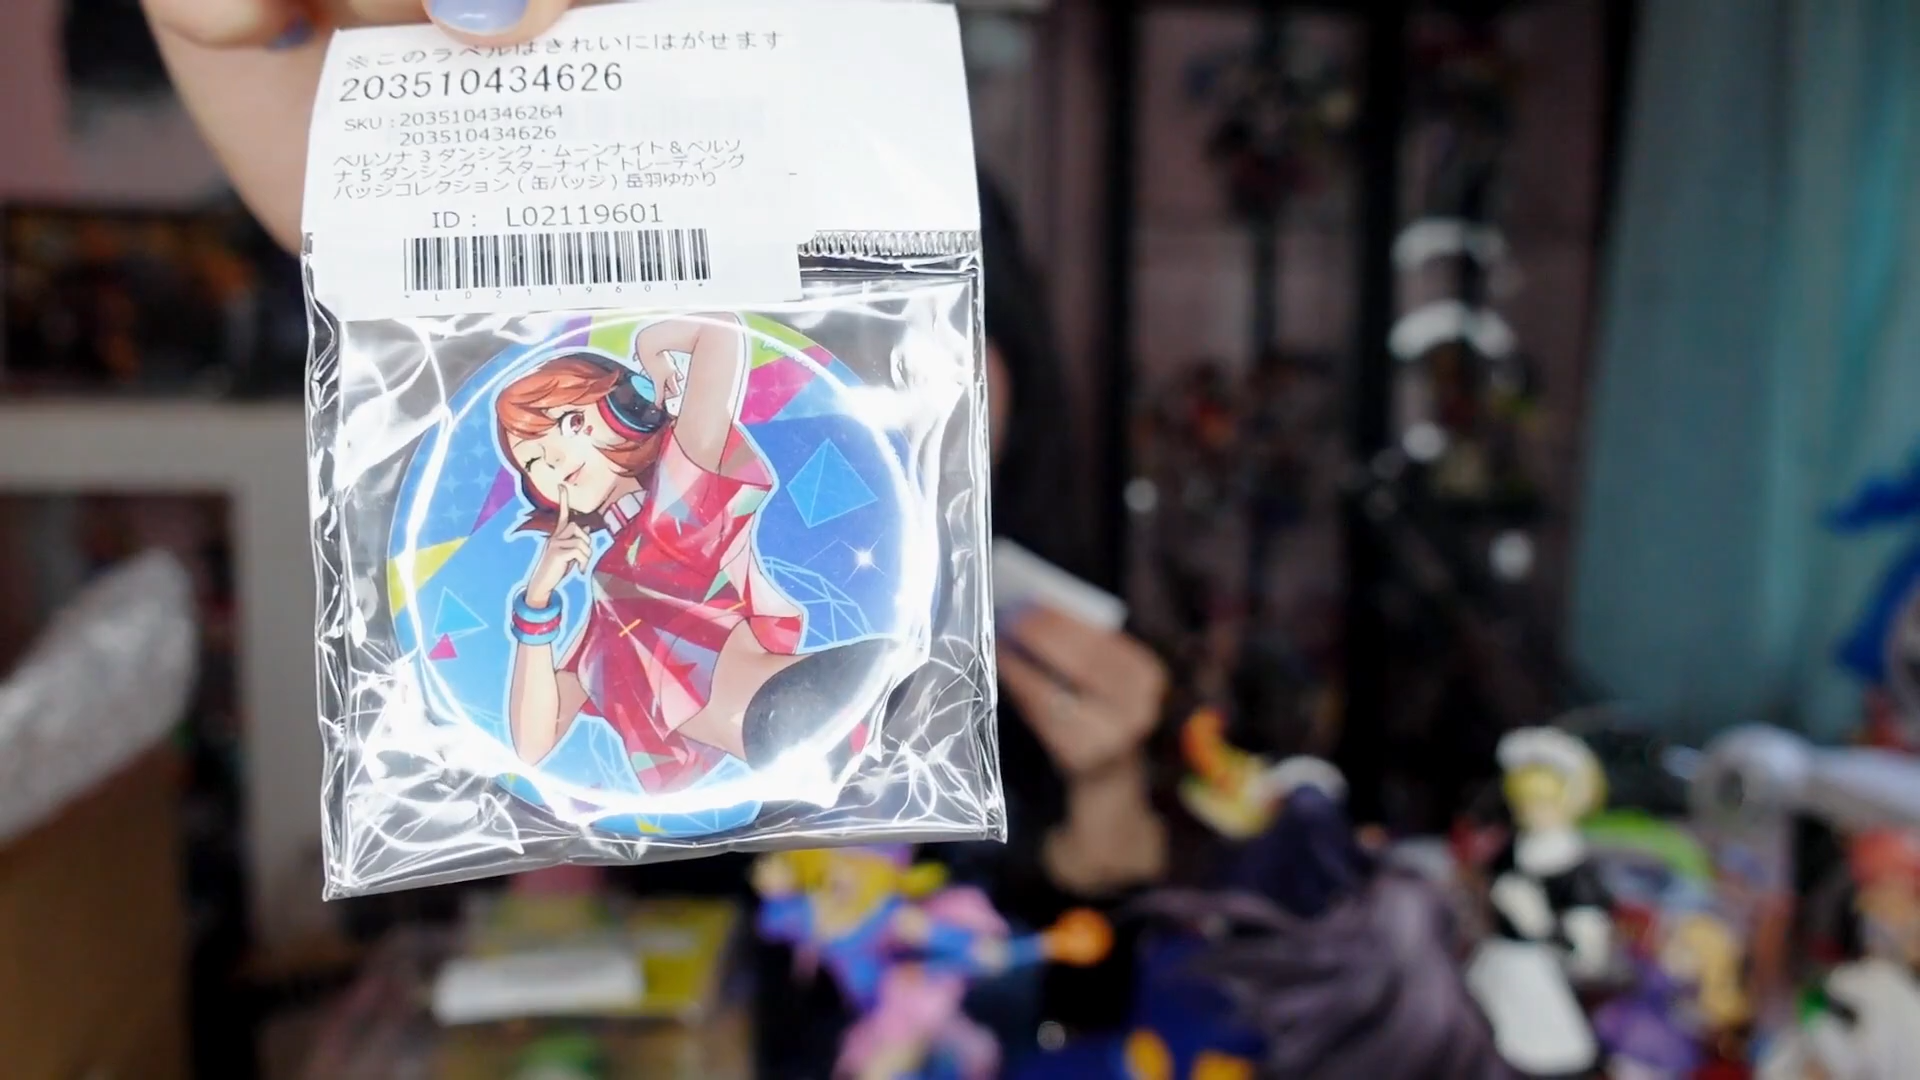 ※このラベルはきれいにはがせます
203510434626
SKU：2035104346264
203510434626
ペルソナ３ダンシング・ムーンナイト＆ペルソ
ナ５ダンシング・スターナイト トレーディング
バッジコレクション（缶バッジ）岳羽ゆかり
ID： L02119601
*L02119601*